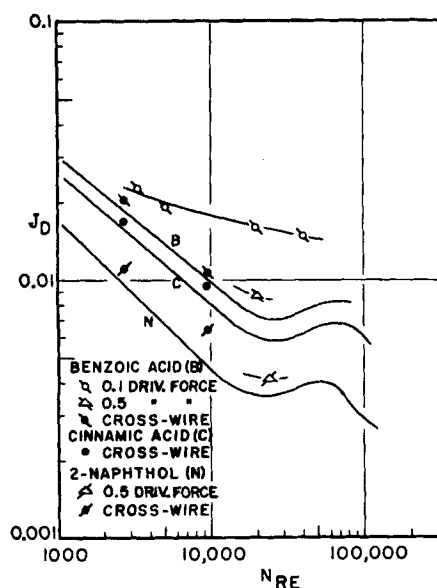 0.1
J_D
B
0.01
C
N
BENZOIC ACID (B)
0.1 DRIV. FORCE
0.5 " "
CROSS-WIRE
CINNAMIC ACID (C)
CROSS-WIRE
2-NAPHTHOL (N)
0.5 DRIV. FORCE
CROSS-WIRE
0.001
1000 10,000 100,000
N_RE